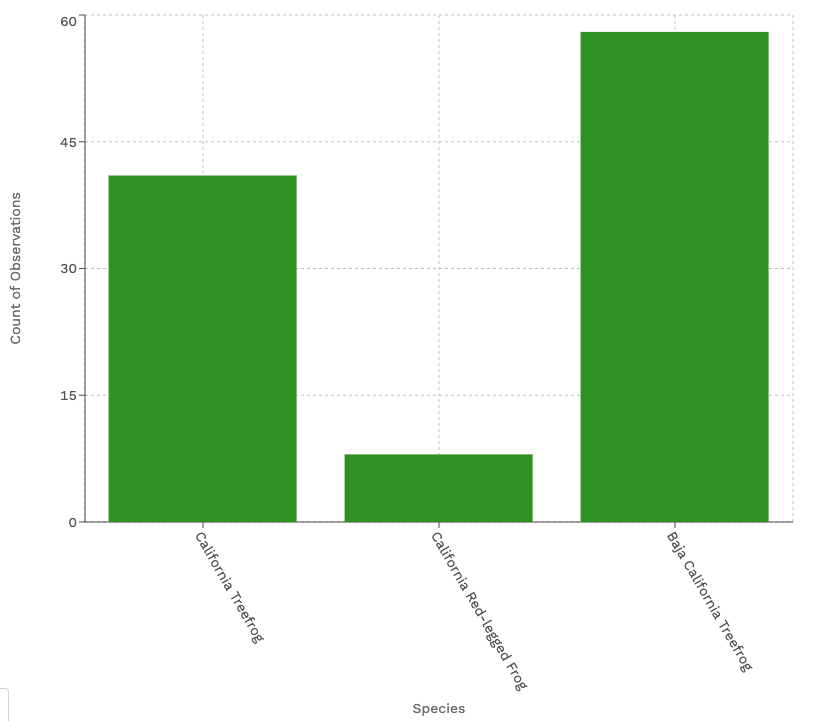 60
45
30
15
0
Count of Observations
California Treefrog
California Red-legged Frog
Baja California Treefrog
Species